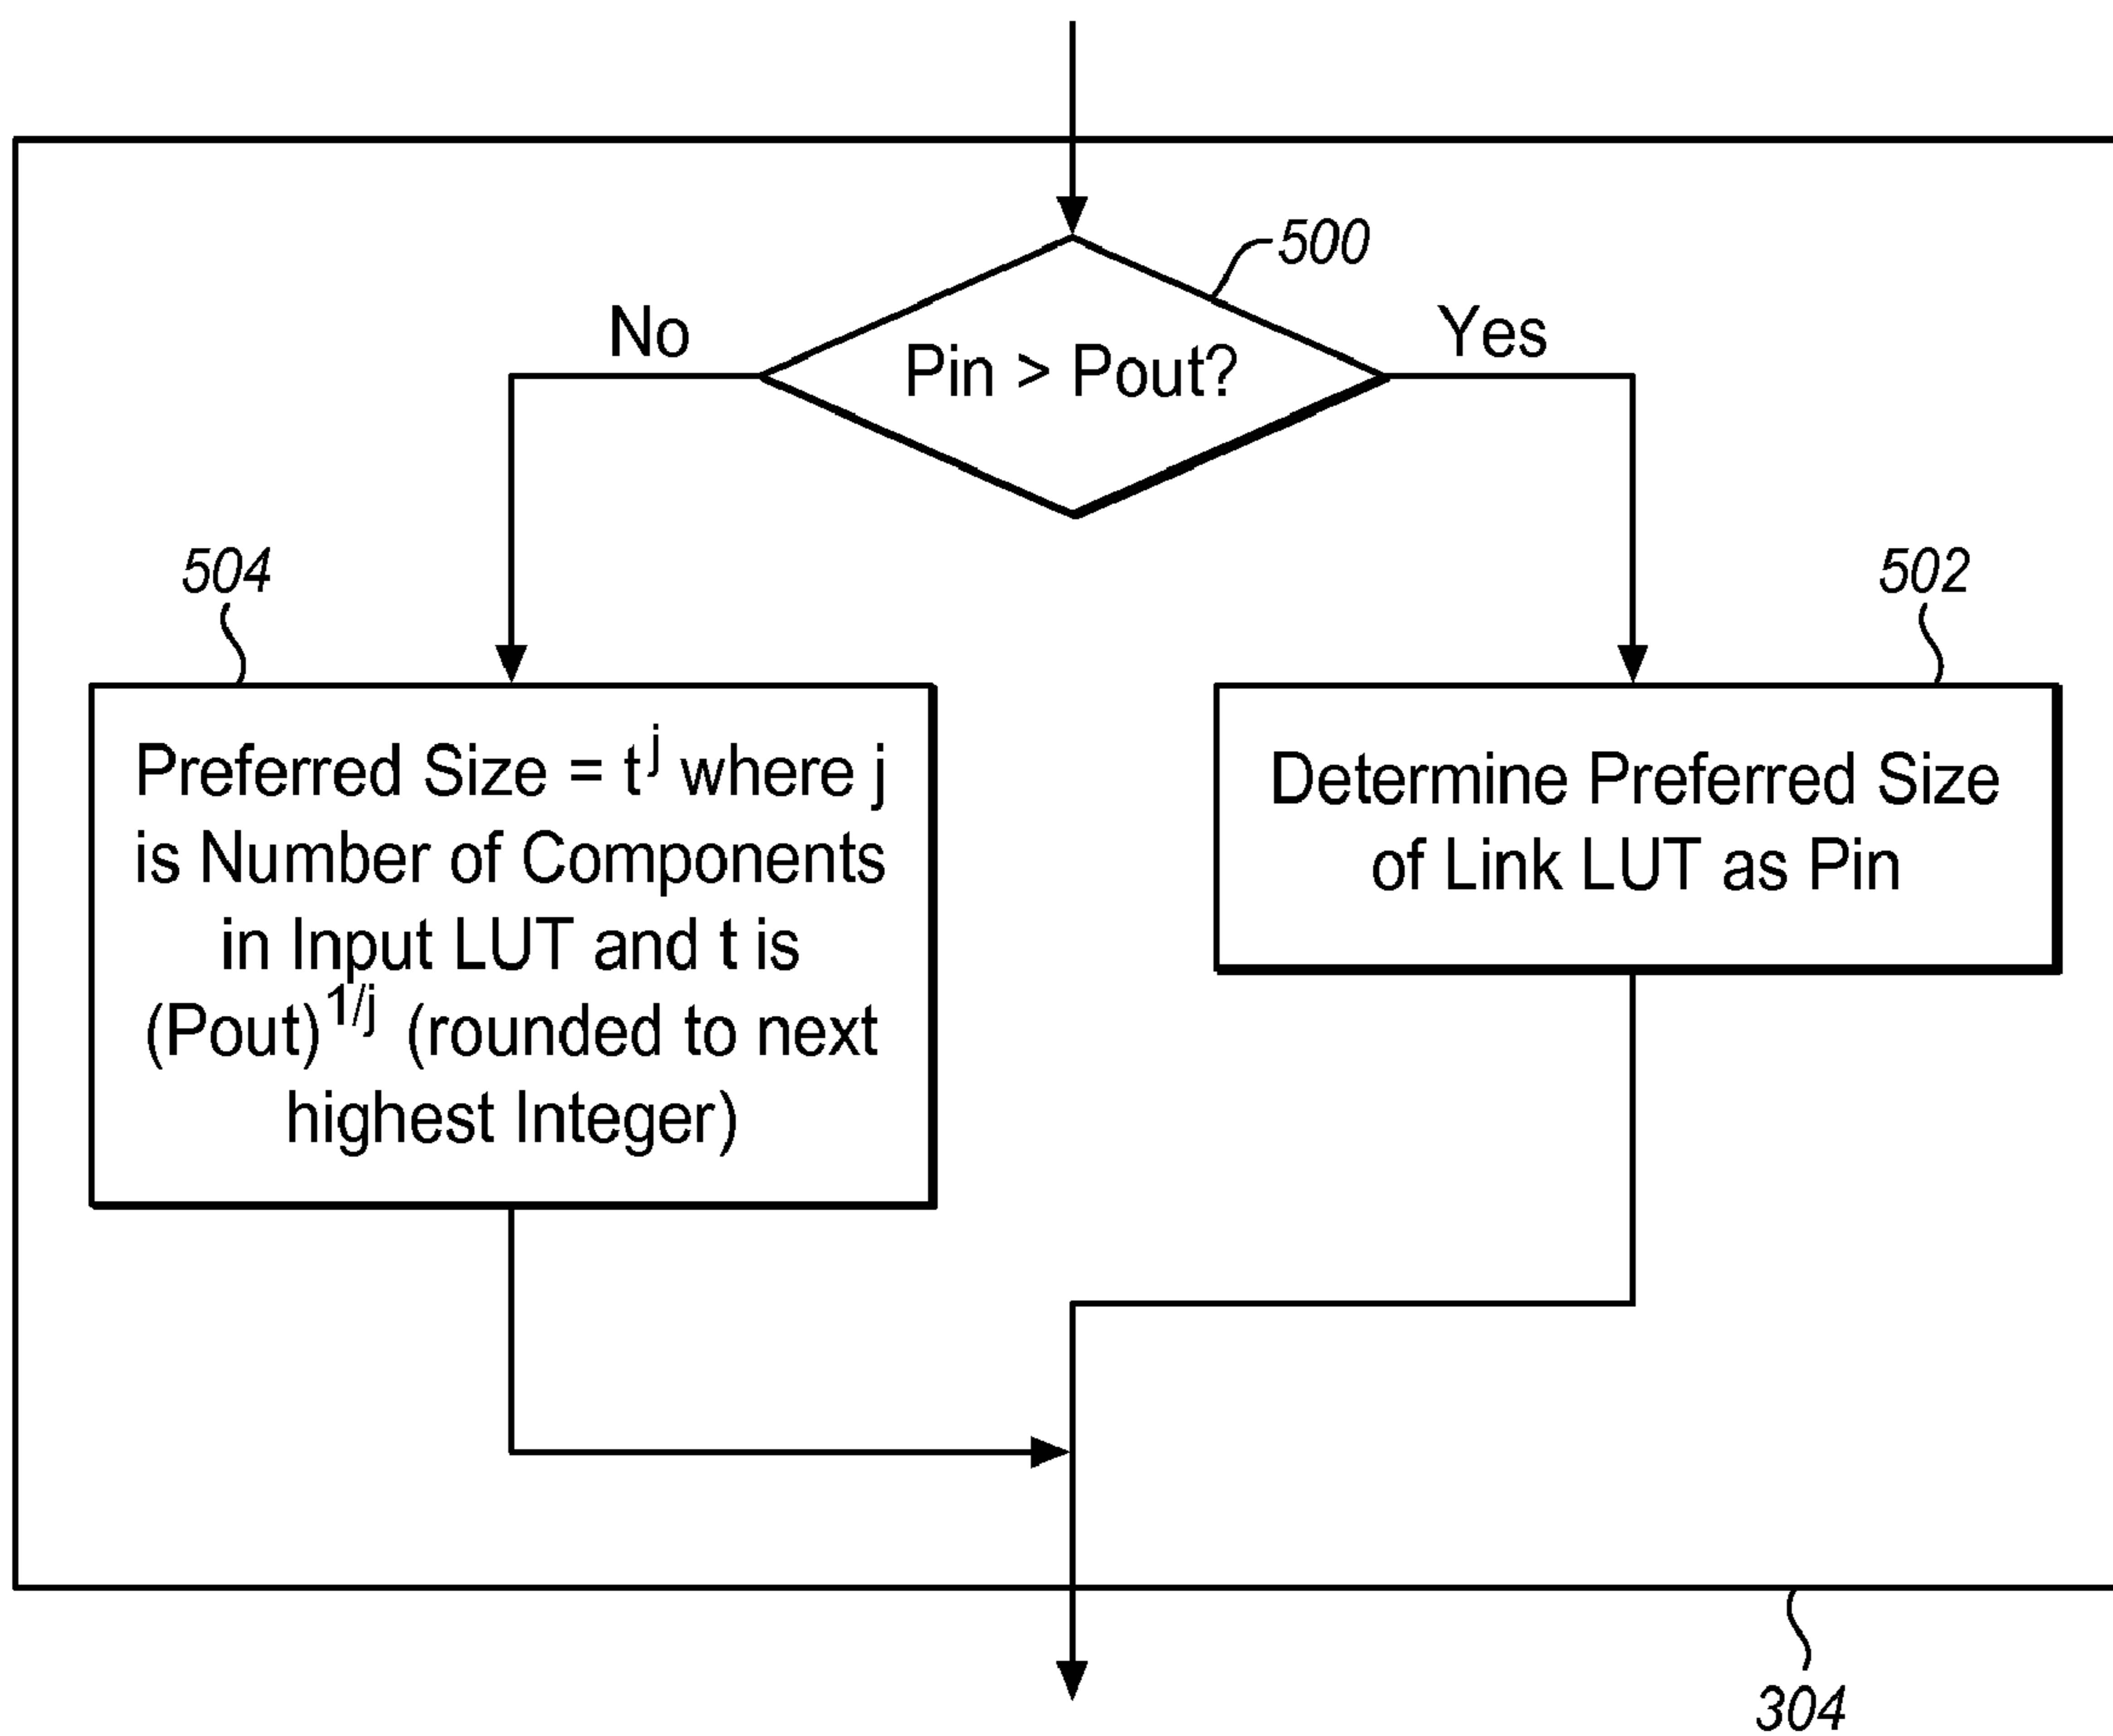 500
No
Yes
Pin > Pout?
504
502
Preferred Size = t^j where j
is Number of Components
in Input LUT and t is
(Pout)^1/j (rounded to next
highest Integer)
Determine Preferred Size
of Link LUT as Pin
304